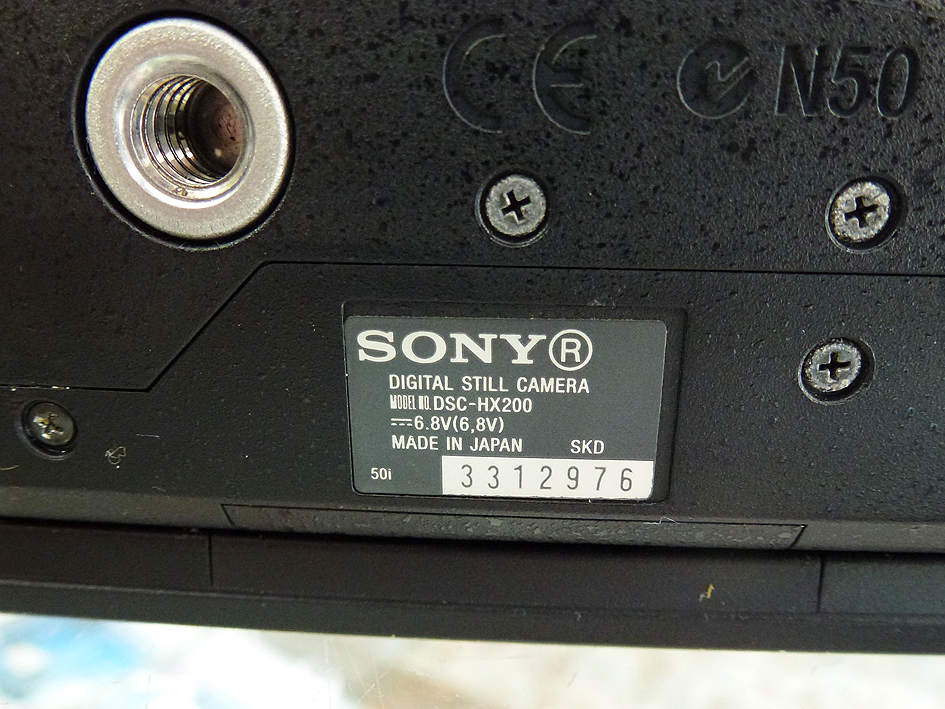 CE N50
SONY®
DIGITAL STILL CAMERA
MODEL NO. DSC-HX200
⎓6.8V(6,8V)
MADE IN JAPAN SKD
50i 3312976